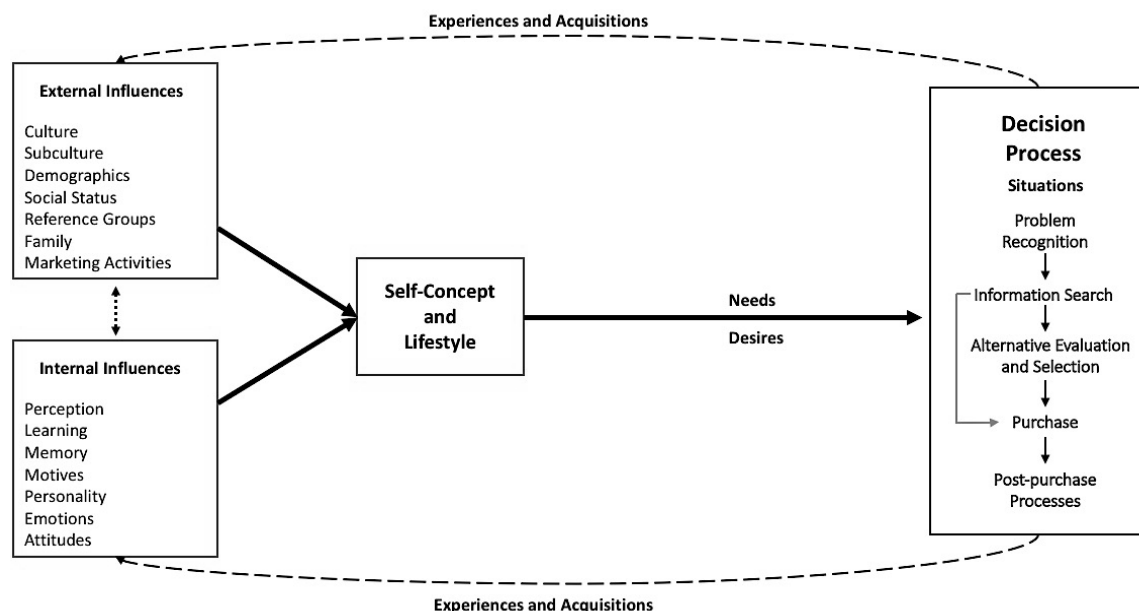 Experiences and Acquisitions
External Influences
Culture
Subculture
Demographics
Social Status
Reference Groups
Family
Marketing Activities
Internal Influences
Perception
Learning
Memory
Motives
Personality
Emotions
Attitudes
Self-Concept
and
Lifestyle
Needs
Desires
Decision
Process
Situations
Problem
Recognition
Information Search
Alternative Evaluation
and Selection
Purchase
Post-purchase
Processes
Experiences and Acquisitions